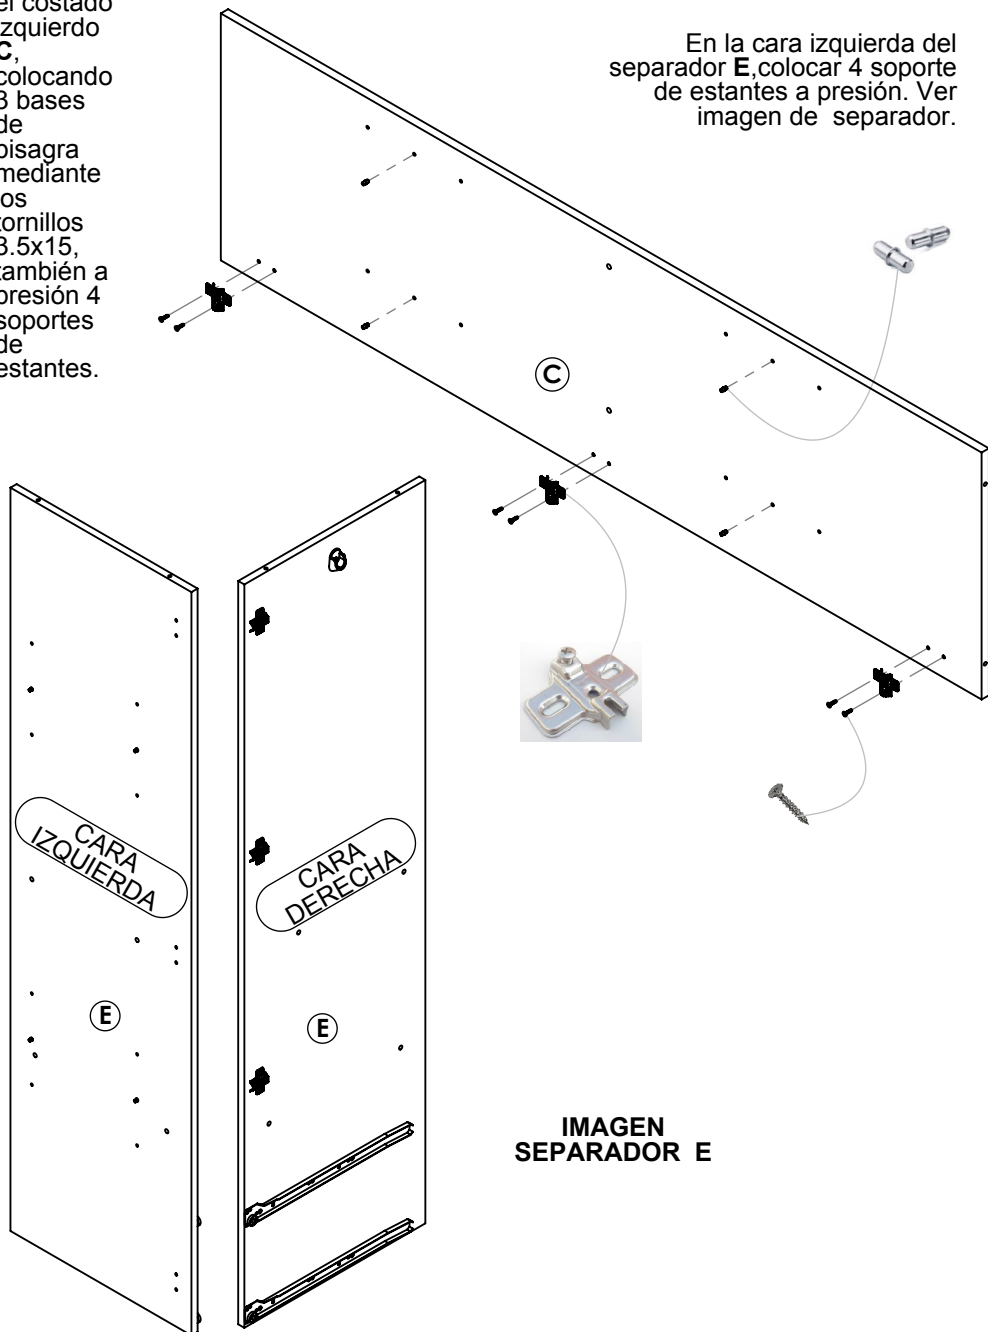 el costado
izquierdo
C,
colocando
3 bases
de
bisagra
mediante
los
tornillos
3.5x15,
también a
presión 4
soportes
de
estantes.
En la cara izquierda del
separador E,colocar 4 soporte
de estantes a presión. Ver
imagen de separador.
C
CARA
IZQUIERDA
CARA
DERECHA
E
E
IMAGEN
SEPARADOR E